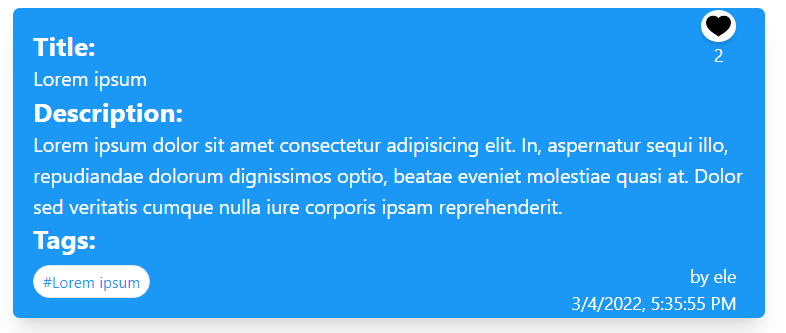 Title:
2
Lorem ipsum
Description:
Lorem ipsum dolor sit amet consectetur adipisicing elit. In, aspernatur sequi illo,
repudiandae dolorum dignissimos optio, beatae eveniet molestiae quasi at. Dolor
sed veritatis cumque nulla iure corporis ipsam reprehenderit.
Tags:
#Lorem ipsum
by ele
3/4/2022, 5:35:55 PM